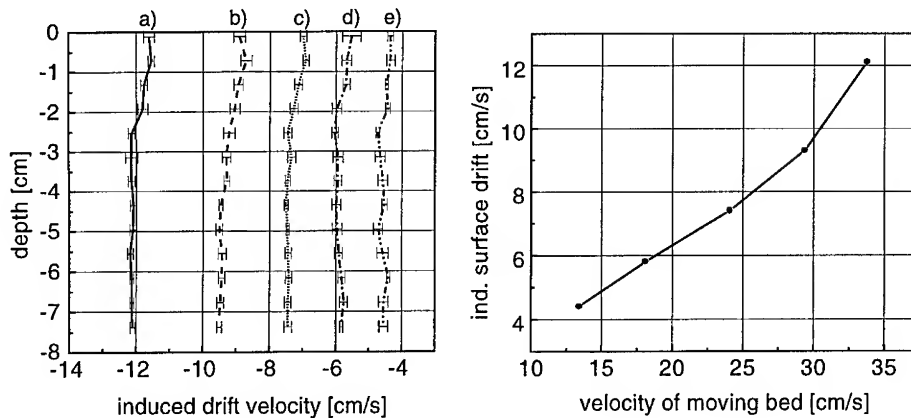 a) b) c) d) e)
0
-1
-2
-3
-4
-5
-6
-7
-8
depth [cm]
-14 -12 -10 -8 -6 -4
induced drift velocity [cm/s]
12
10
8
6
4
ind. surface drift [cm/s]
10 15 20 25 30 35
velocity of moving bed [cm/s]